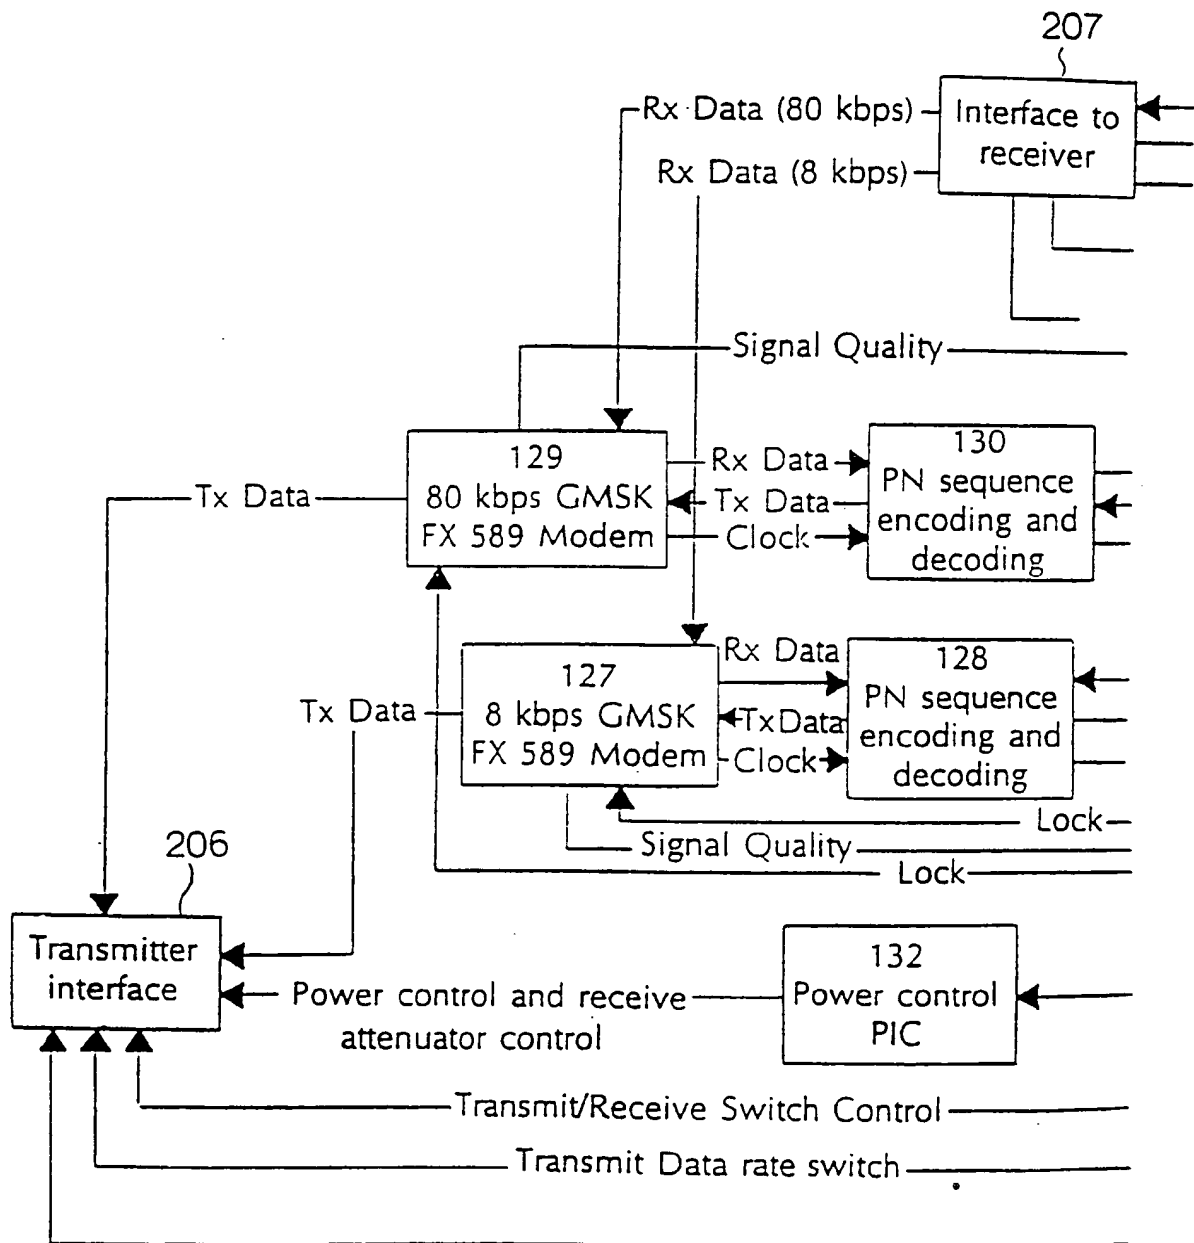 207
Rx Data (80 kbps)
Interface to
receiver
Rx Data (8 kbps)
Signal Quality
129
80 kbps GMSK
FX 589 Modem
Rx Data
Tx Data
Clock
130
PN sequence
encoding and
decoding
Tx Data
127
8 kbps GMSK
FX 589 Modem
Rx Data
TxData
Clock
128
PN sequence
encoding and
decoding
Tx Data
Lock
Signal Quality
Lock
206
Transmitter
interface
Power control and receive
attenuator control
132
Power control
PIC
Transmit/Receive Switch Control
Transmit Data rate switch